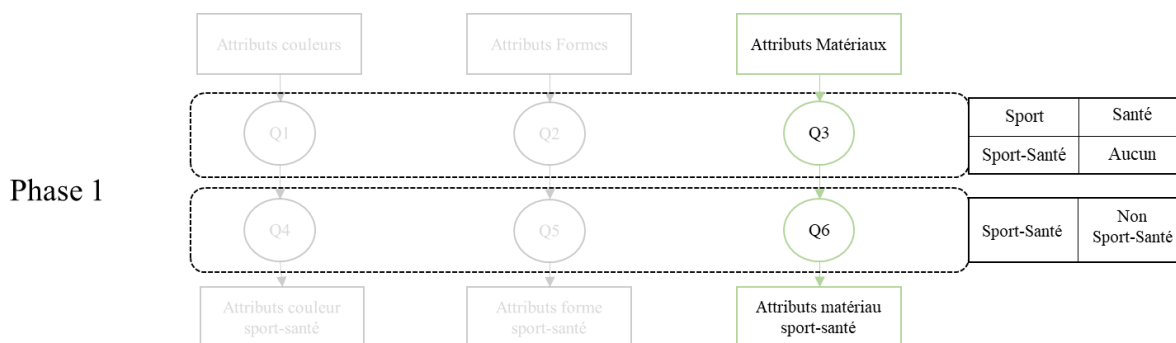 Attributs couleurs
Attributs Formes
Attributs Matériaux
Q1
Q2
Q3
Sport
Santé
Sport-Santé
Aucun
Phase 1
Q4
Q5
Q6
Sport-Santé
Non
Sport-Santé
Attributs couleur
sport-santé
Attributs forme
sport-santé
Attributs matériau
sport-santé